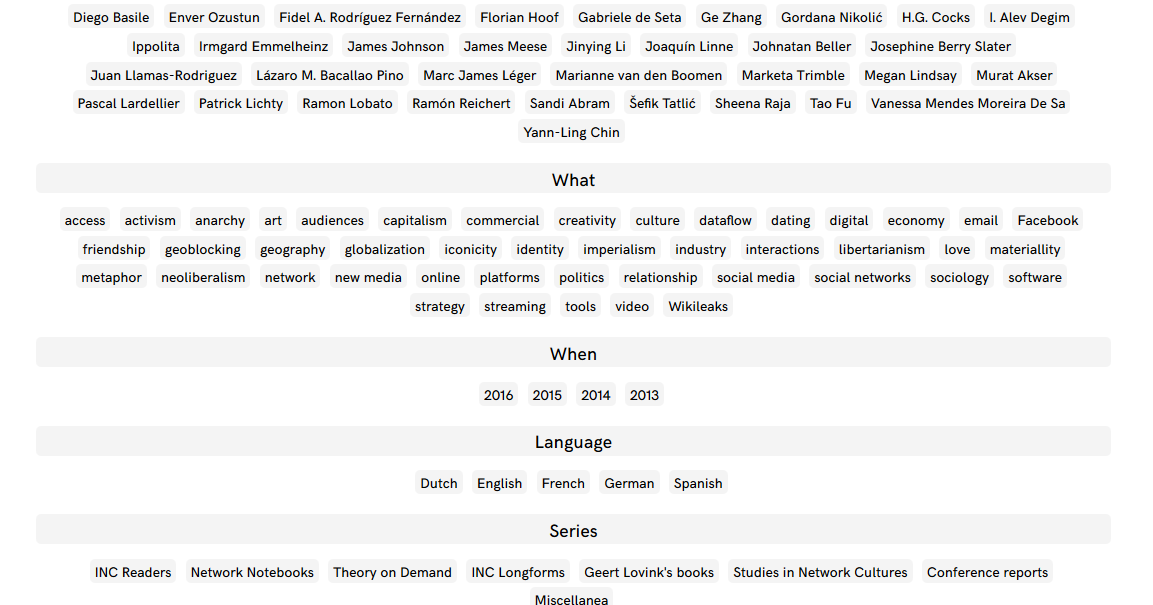 Diego Basile Enver Ozustun Fidel A. Rodríguez Fernández Florian Hoof Gabriele de Seta Ge Zhang Gordana Nikolić H.G. Cocks I. Alev Degim
Ippolita Irmgard Emmelheinz James Johnson James Meese Jinying Li Joaquín Linne Johnatan Beller Josephine Berry Slater
Juan Llamas-Rodriguez Lázaro M. Bacallao Pino Marc James Léger Marianne van den Boomen Marketa Trimble Megan Lindsay Murat Akser
Pascal Lardellier Patrick Lichty Ramon Lobato Ramón Reichert Sandi Abram Šefik Tatlić Sheena Raja Tao Fu Vanessa Mendes Moreira De Sa
Yann-Ling Chin
What
access activism anarchy art audiences capitalism commercial creativity culture dataflow dating digital economy email Facebook
friendship geoblocking geography globalization iconicity identity imperialism industry interactions libertarianism love materiallity
metaphor neoliberalism network new media online platforms politics relationship social media social networks sociology software
strategy streaming tools video Wikileaks
When
2016 2015 2014 2013
Language
Dutch English French German Spanish
Series
INC Readers Network Notebooks Theory on Demand INC Longforms Geert Lovink's books Studies in Network Cultures Conference reports
Miscellanea